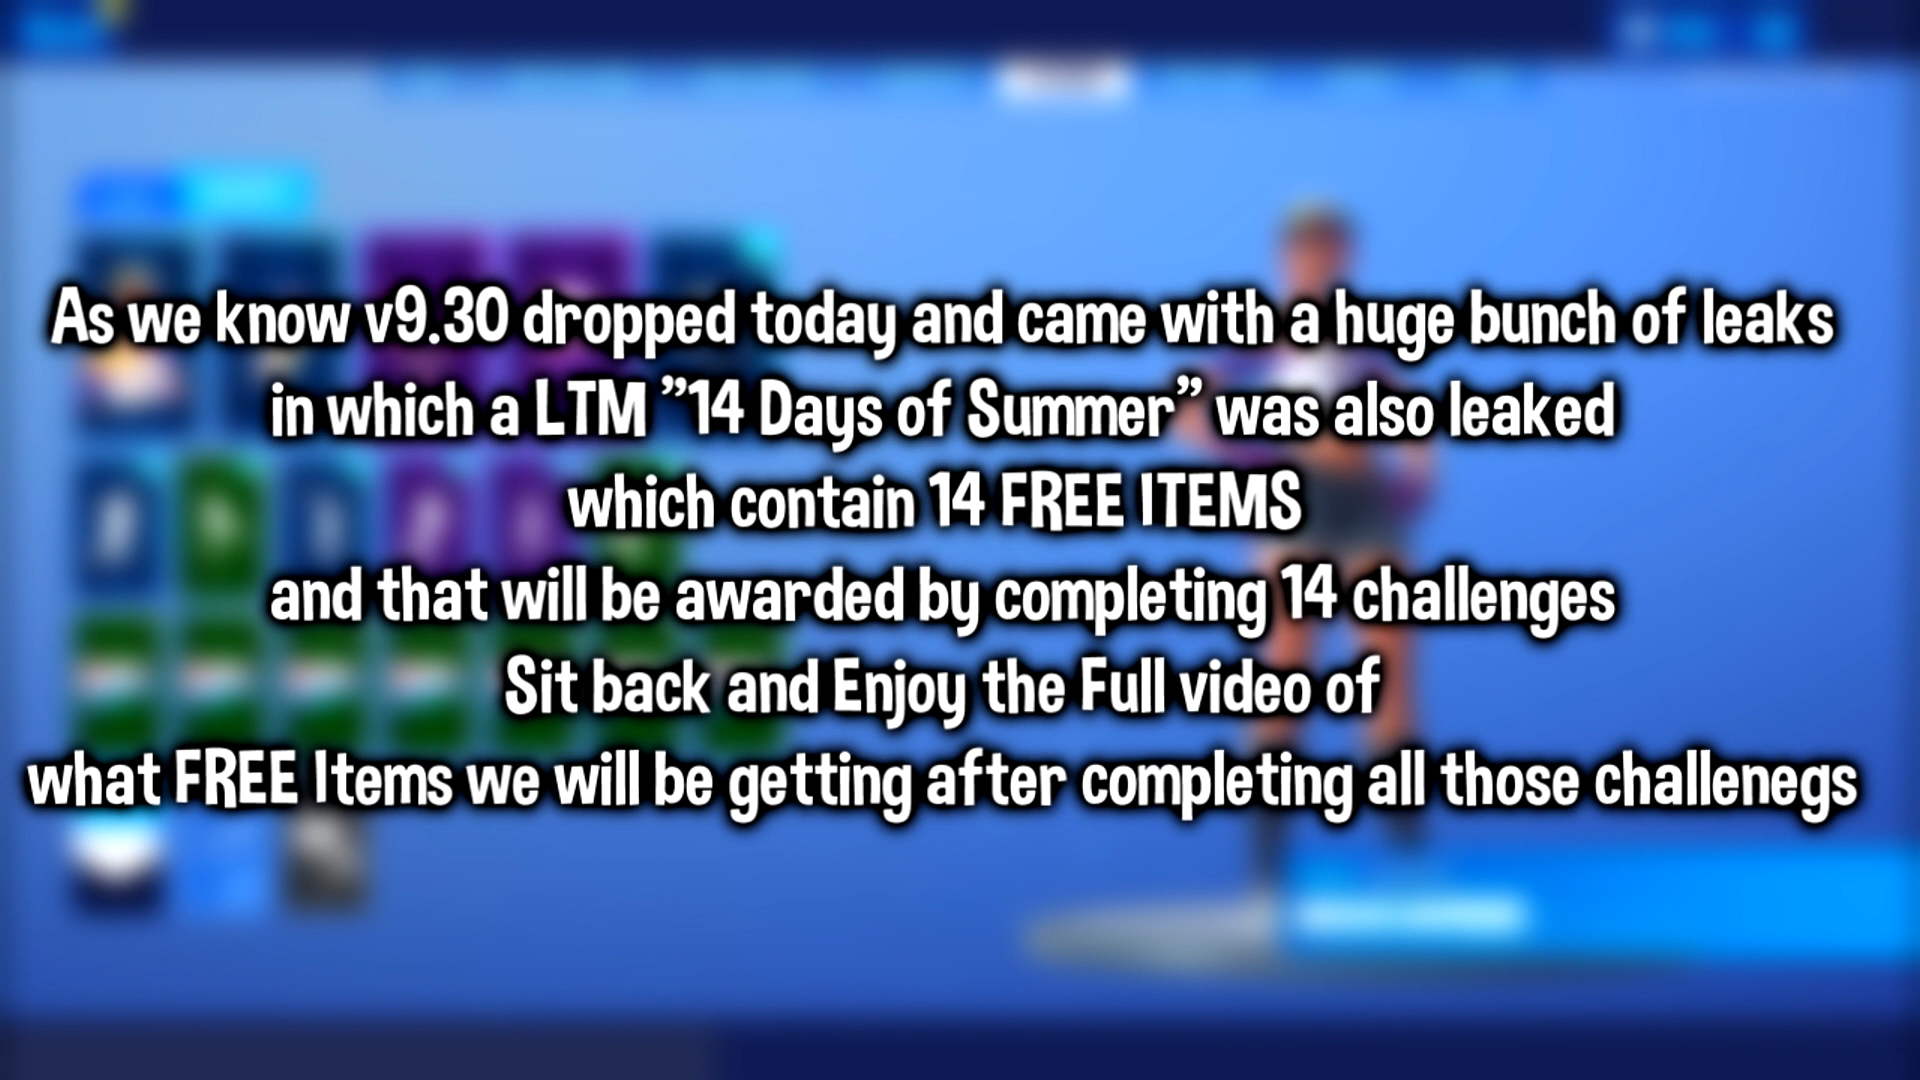 As we know v9.30 dropped today and came with a huge bunch of leaks
in which a LTM "14 Days of Summer" was also leaked
which contain 14 FREE ITEMS
and that will be awarded by completing 14 challenges
Sit back and Enjoy the Full video of
what FREE Items we will be getting after completing all those challenegs